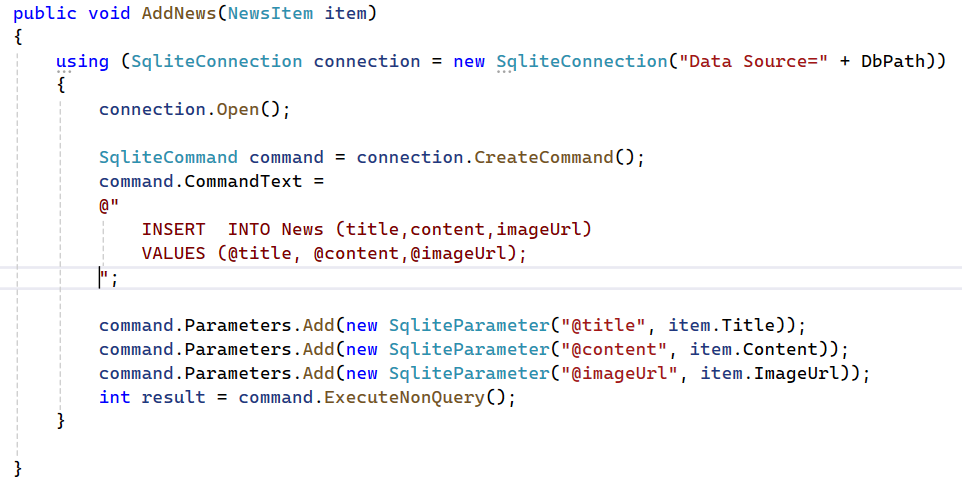 public void AddNews(NewsItem item)
{
    using (SqliteConnection connection = new SqliteConnection("Data Source=" + DbPath))
    {
        connection.Open();

        SqliteCommand command = connection.CreateCommand();
        command.CommandText =
        @"
            INSERT  INTO News (title,content,imageUrl)
            VALUES (@title, @content,@imageUrl);
        ";

        command.Parameters.Add(new SqliteParameter("@title", item.Title));
        command.Parameters.Add(new SqliteParameter("@content", item.Content));
        command.Parameters.Add(new SqliteParameter("@imageUrl", item.ImageUrl));
        int result = command.ExecuteNonQuery();
    }

}